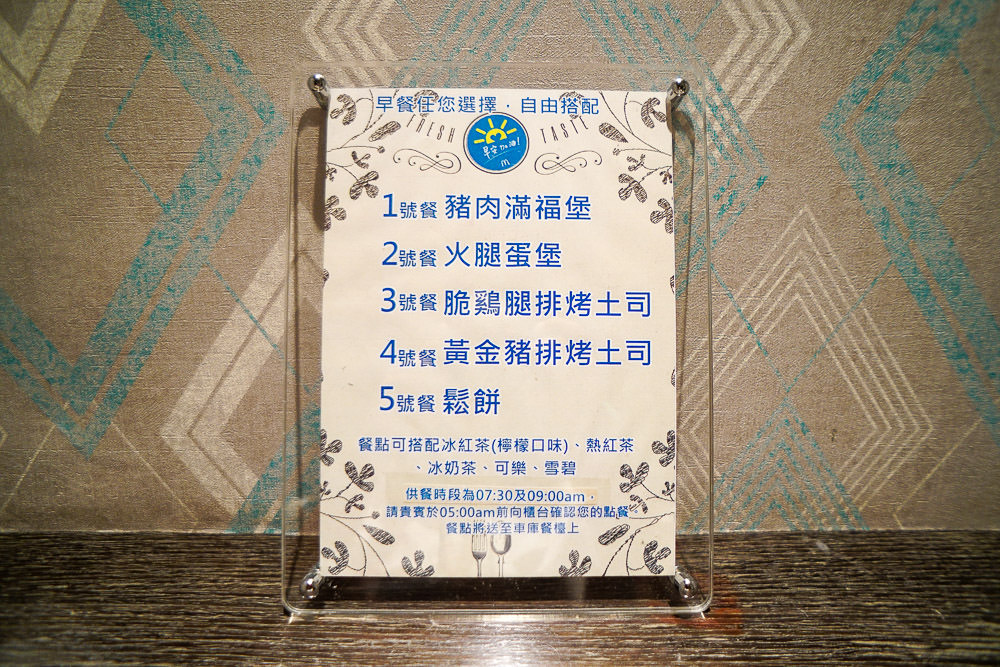 早餐任您選擇．自由搭配
FRESH TASTE
早安加油!
m
1號餐 豬肉滿福堡
2號餐 火腿蛋堡
3號餐 脆鷄腿排烤土司
4號餐 黃金豬排烤土司
5號餐 鬆餅
餐點可搭配冰紅茶(檸檬口味)、熱紅茶
、冰奶茶、可樂、雪碧
供餐時段為07:30及09:00am，
請貴賓於05:00am前向櫃台確認您的點餐。
餐點將送至車庫餐檯上